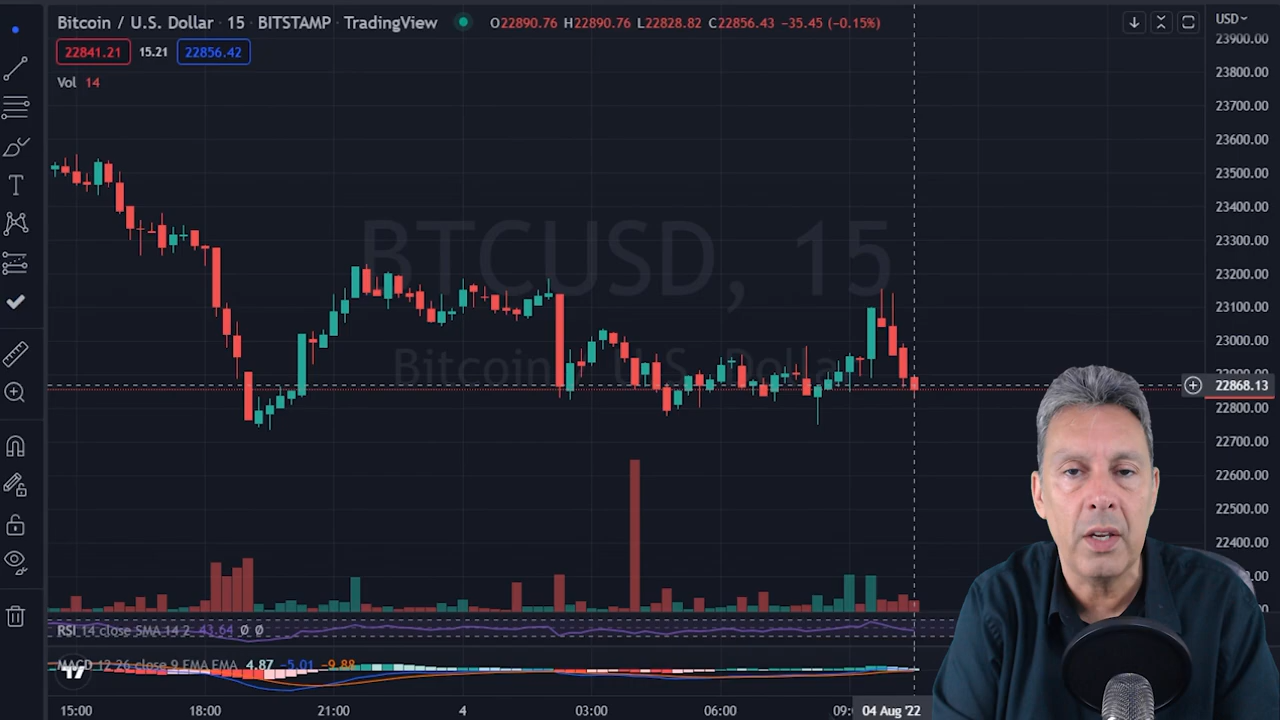 Bitcoin / U.S. Dollar · 15 · BITSTAMP · TradingView O22890.76 H22890.76 L22828.82 C22856.43 −35.45 (−0.15%)
USD
22841.21 15.21 22856.42
Vol 14
23900.00
23800.00
23700.00
23600.00
23500.00
23400.00
23300.00
23200.00
23100.00
23000.00
22868.13
22800.00
22700.00
22600.00
22500.00
22400.00
BTCUSD, 15
Bitcoin / U.S. Dollar
RSI 14 close SMA 14 2 43.64 Ø Ø
MACD 12 26 close 9 EMA EMA 4.87 −5.01 −9.88
15:00 18:00 21:00 4 03:00 06:00 04 Aug '22